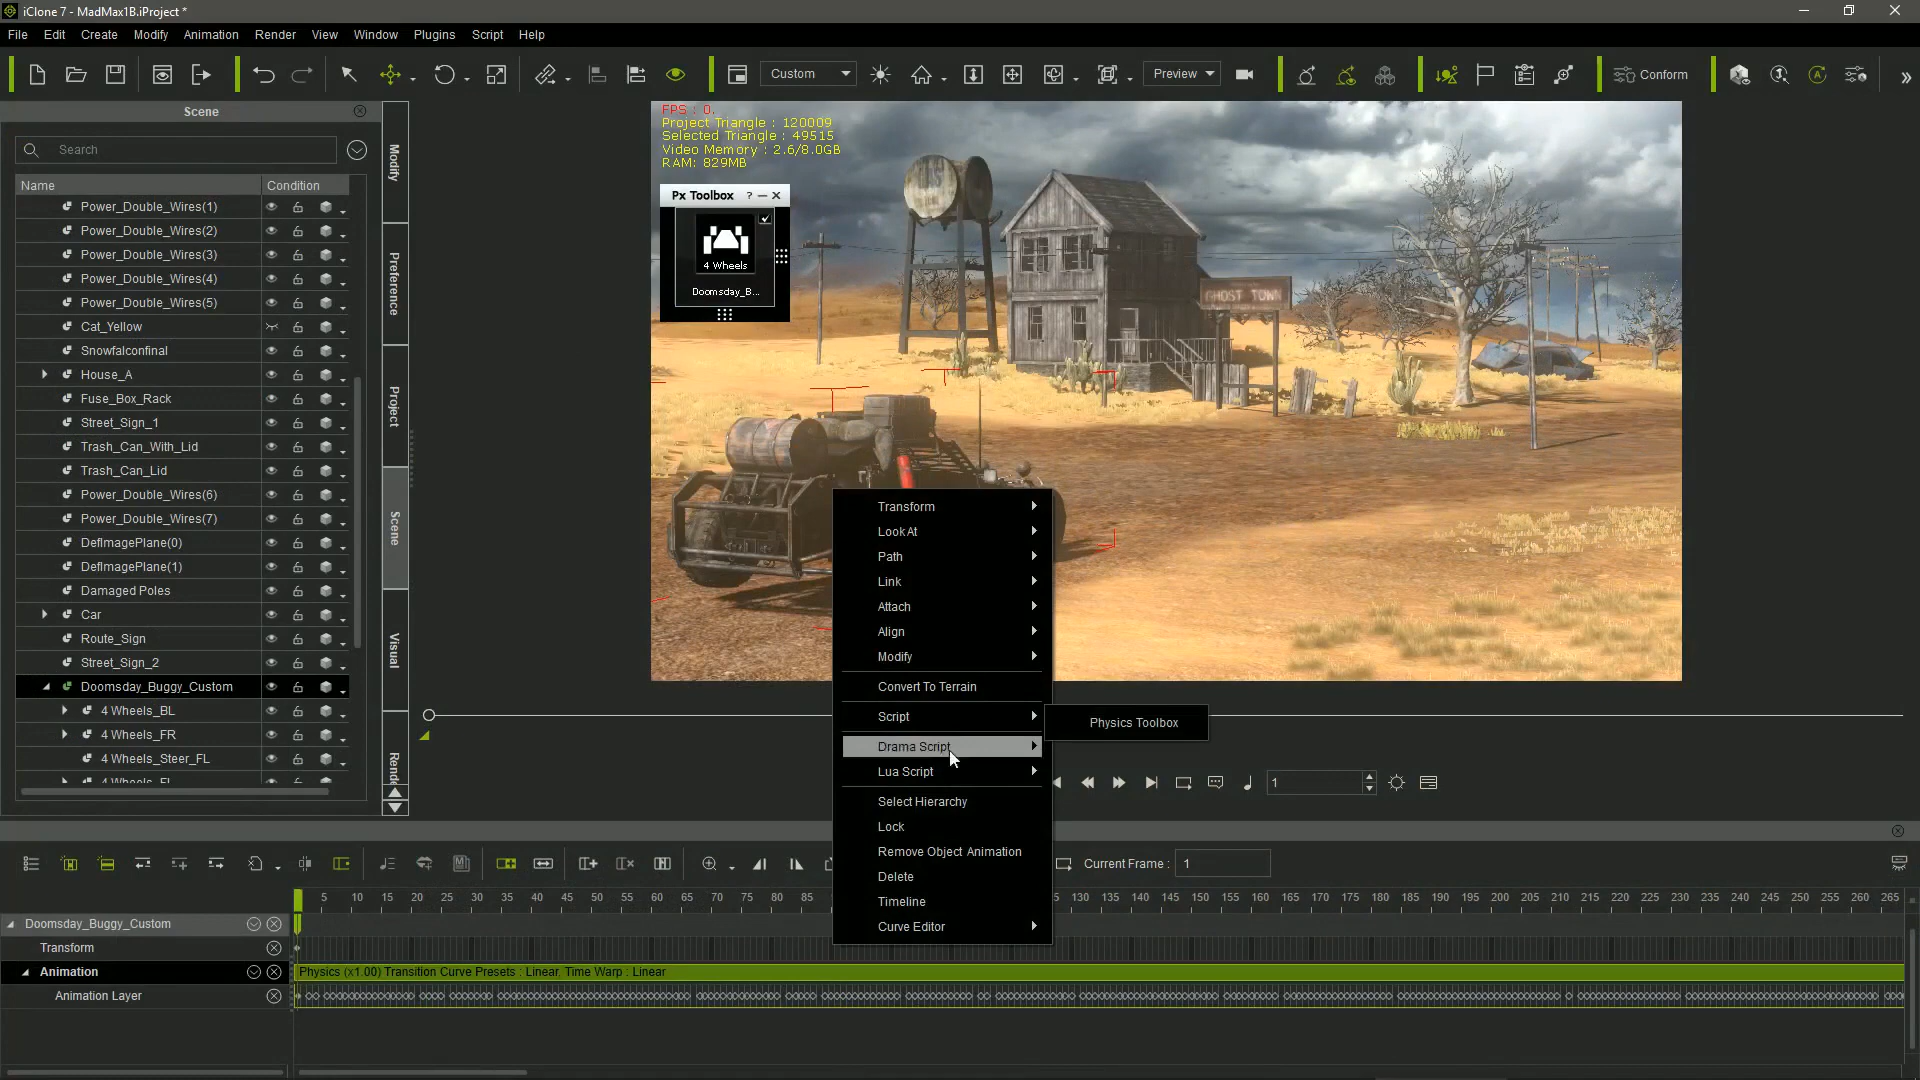 iClone 7 - MadMax1B.iProject *
File Edit Create Modify Animation Render View Window Plugins Script Help
Custom
Preview
Conform
Scene
Search
Name Condition
Power_Double_Wires(1)
Power_Double_Wires(2)
Power_Double_Wires(3)
Power_Double_Wires(4)
Power_Double_Wires(5)
Cat_Yellow
Snowfalconfinal
House_A
Fuse_Box_Rack
Street_Sign_1
Trash_Can_With_Lid
Trash_Can_Lid
Power_Double_Wires(6)
Power_Double_Wires(7)
DefImagePlane(0)
DefImagePlane(1)
Damaged Poles
Car
Route_Sign
Street_Sign_2
Doomsday_Buggy_Custom
4 Wheels_BL
4 Wheels_FR
4 Wheels_Steer_FL
4 Wheels_FL
Modify
Preference
Project
Scene
Visual
Rende
FPS : 0.
Project Triangle : 120009
Selected Triangle : 49515
Video Memory : 2.6/8.0GB
RAM: 829MB
Px Toolbox ? — ×
4 Wheels
Doomsday_B...
GHOST TOWN
Transform
Look At
Path
Link
Attach
Align
Modify
Convert To Terrain
Script
Drama Script
Lua Script
Select Hierarchy
Lock
Remove Object Animation
Delete
Timeline
Curve Editor
Physics Toolbox
1
Current Frame : 1
5 10 15 20 25 30 35 40 45 50 55 60 65 70 75 80 85 130 135 140 145 150 155 160 165 170 175 180 185 190 195 200 205 210 215 220 225 230 235 240 245 250 255 260 265
Doomsday_Buggy_Custom
Transform
Animation
Physics (x1.00) Transition Curve Presets : Linear, Time Warp : Linear
Animation Layer